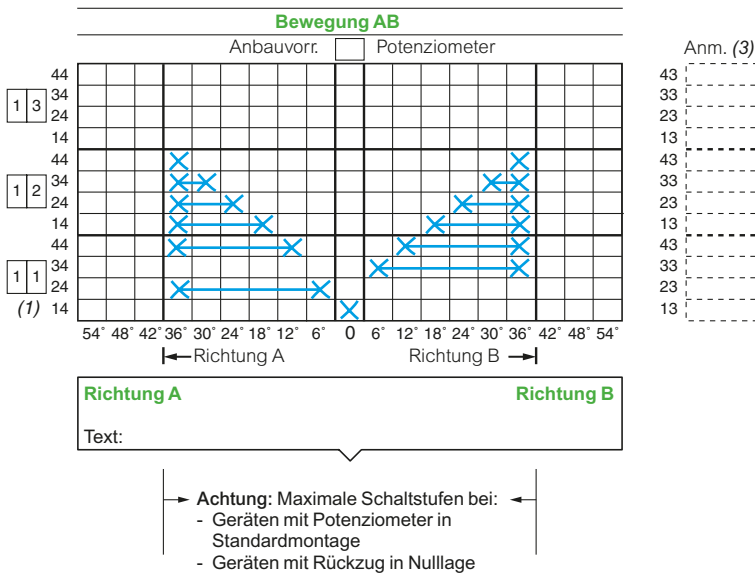 Bewegung AB
Anbauvorr. Potenziometer Anm. (3)
44 43
1 3 34 33
24 23
14 13
44 43
1 2 34 33
24 23
14 13
44 43
1 1 34 33
(1) 24 23
14 13
54° 48° 42° 36° 30° 24° 18° 12° 6° 0 6° 12° 18° 24° 30° 36° 42° 48° 54°
Richtung A Richtung B
Richtung A Richtung B
Text:
Achtung: Maximale Schaltstufen bei:
- Geräten mit Potenziometer in
Standardmontage
- Geräten mit Rückzug in Nulllage